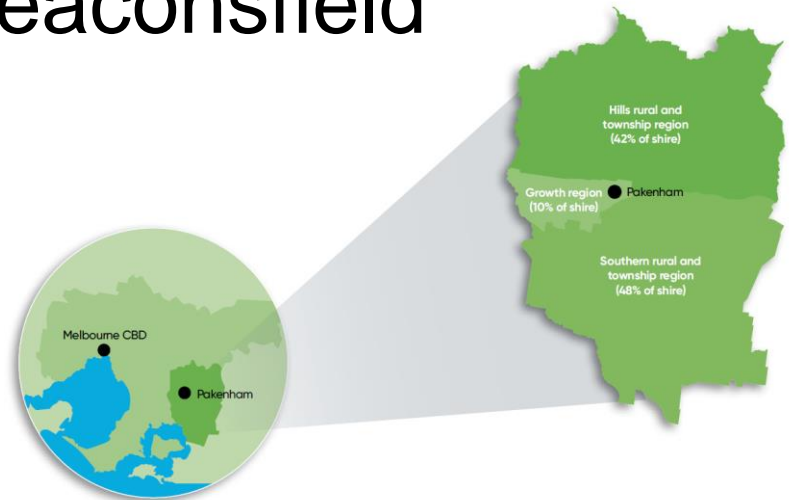 eaconsfield
Hills rural and
township region
(42% of shire)
Growth region
(10% of shire)
Pakenham
Southern rural and
township region
(48% of shire)
Melbourne CBD
Pakenham